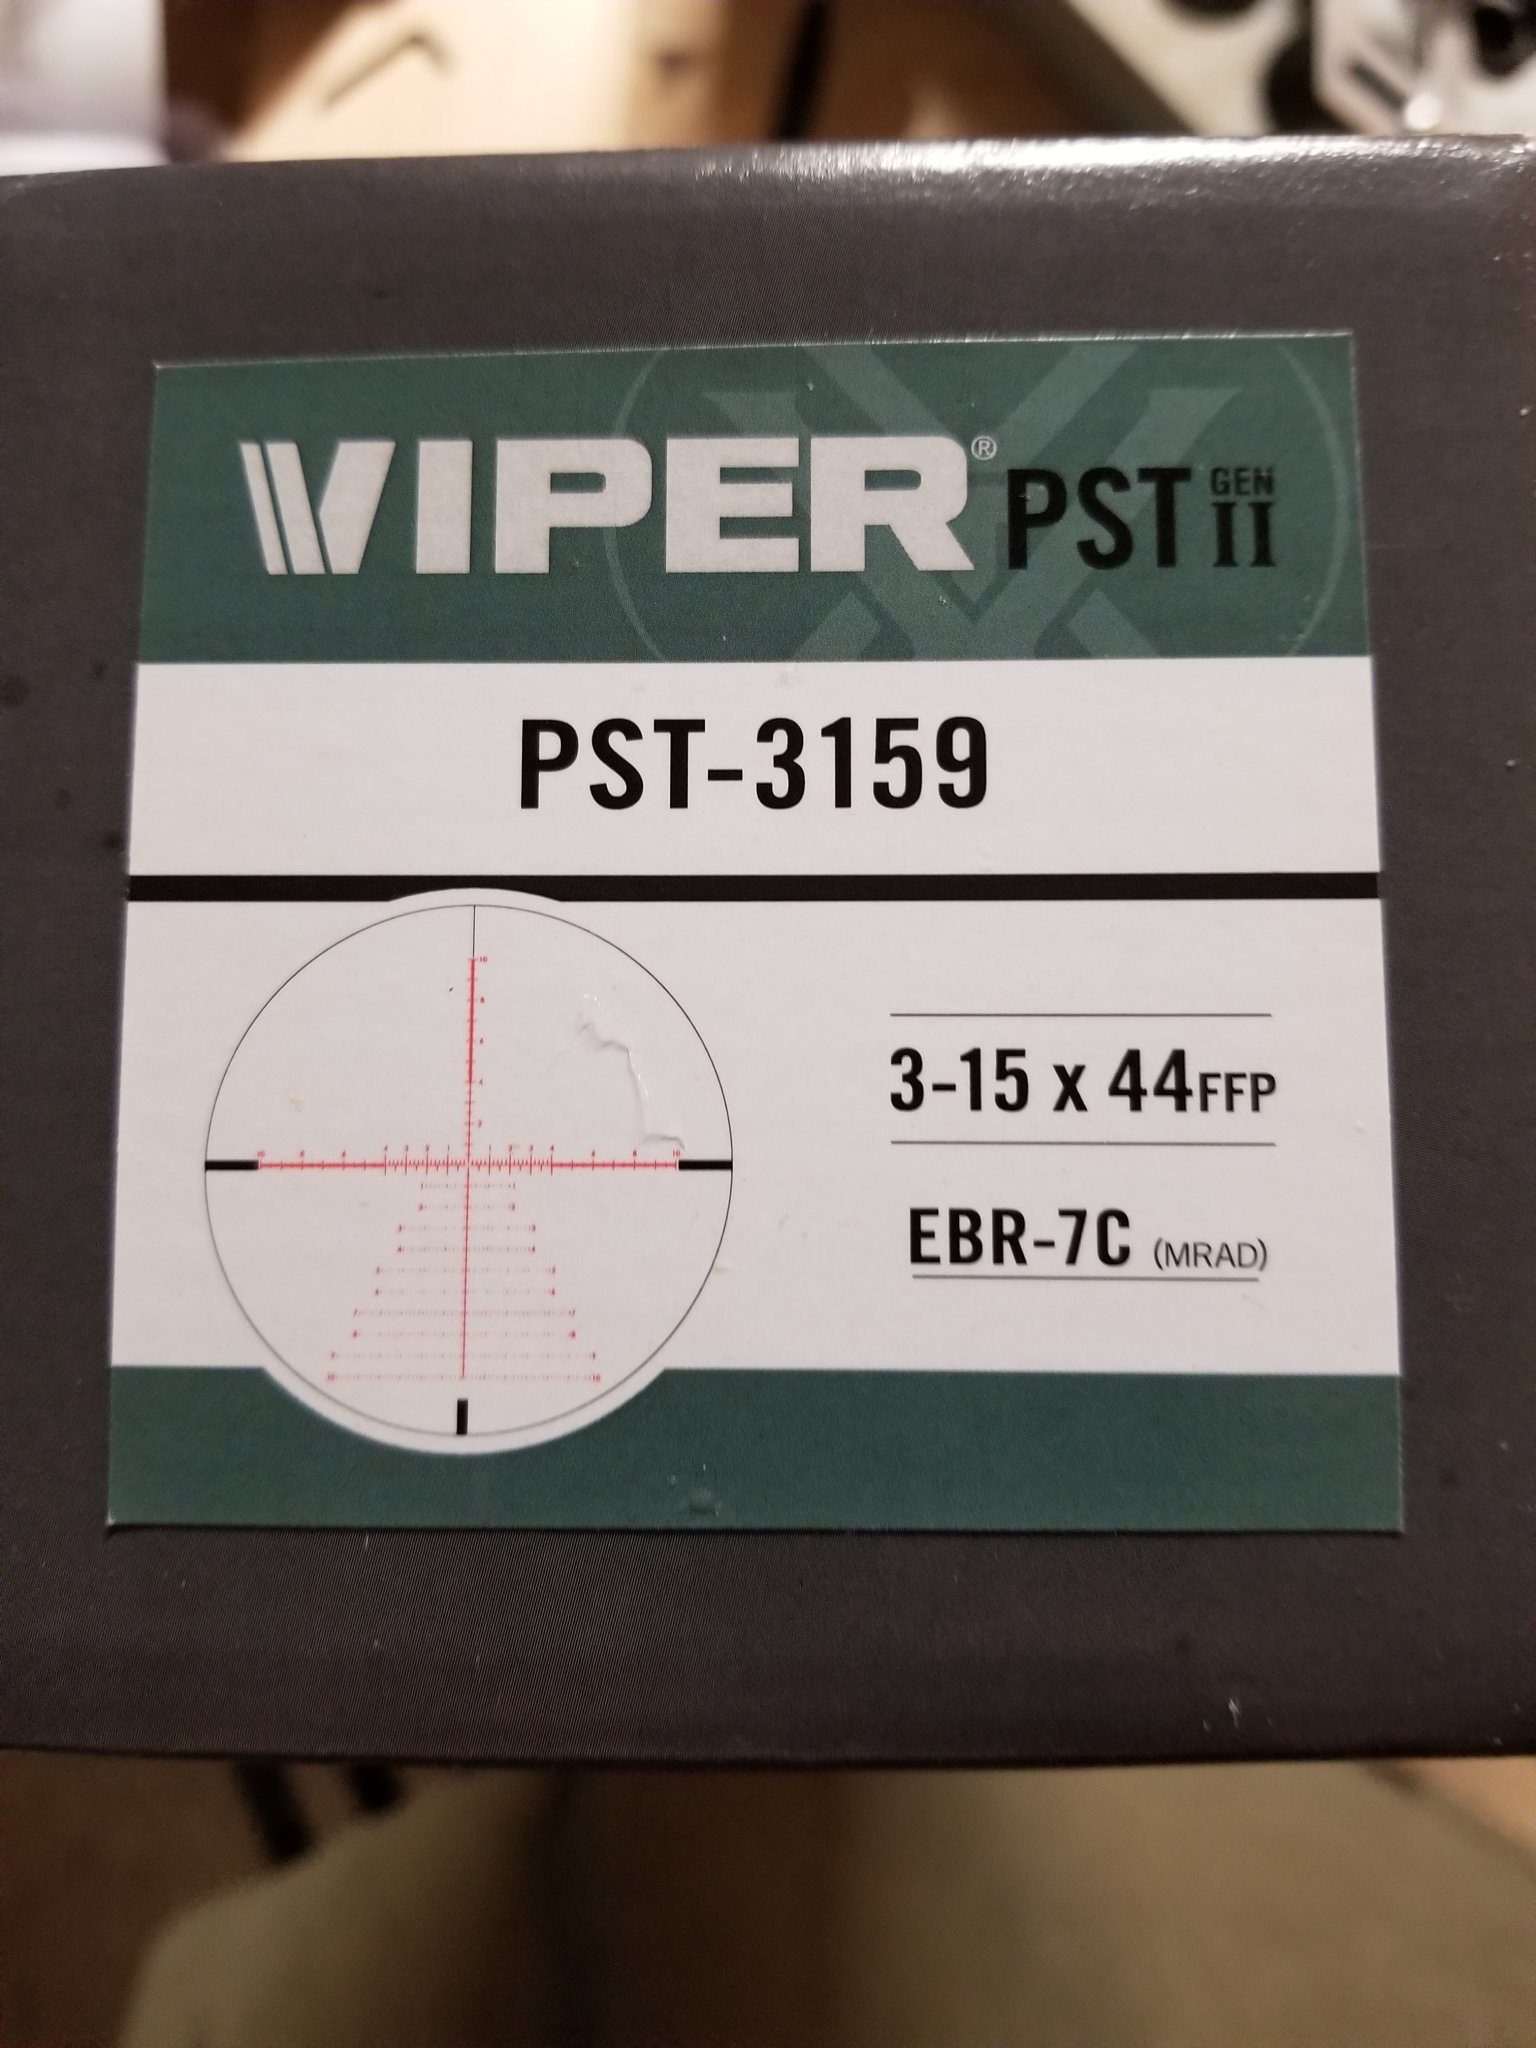 VIPER® PST GEN II
PST-3159
3-15 x 44FFP
EBR-7C (MRAD)